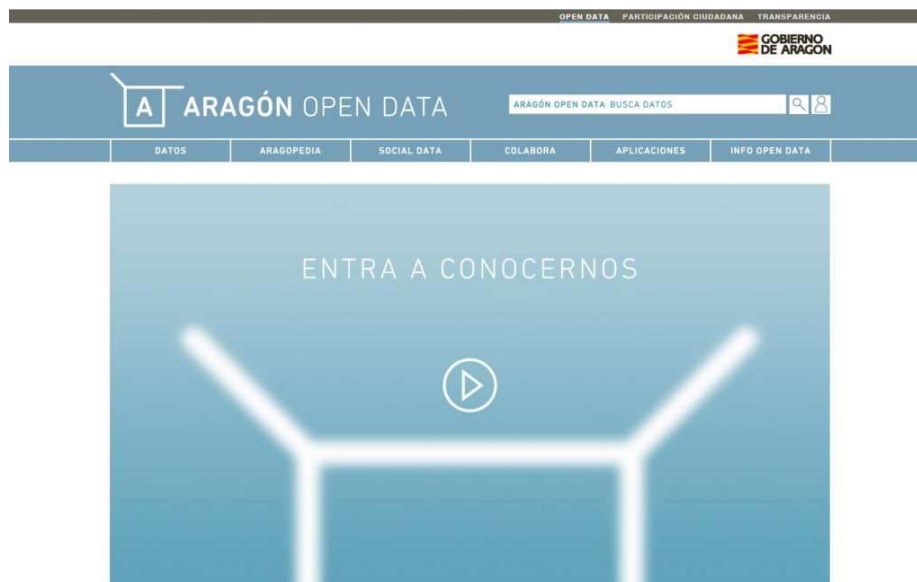 OPEN DATA PARTICIPACIÓN CIUDADANA TRANSPARENCIA
GOBIERNO
DE ARAGON
A ARAGÓN OPEN DATA
ARAGÓN OPEN DATA BUSCA DATOS
DATOS ARAGOPEDIA SOCIAL DATA COLABORA APLICACIONES INFO OPEN DATA
ENTRA A CONOCERNOS